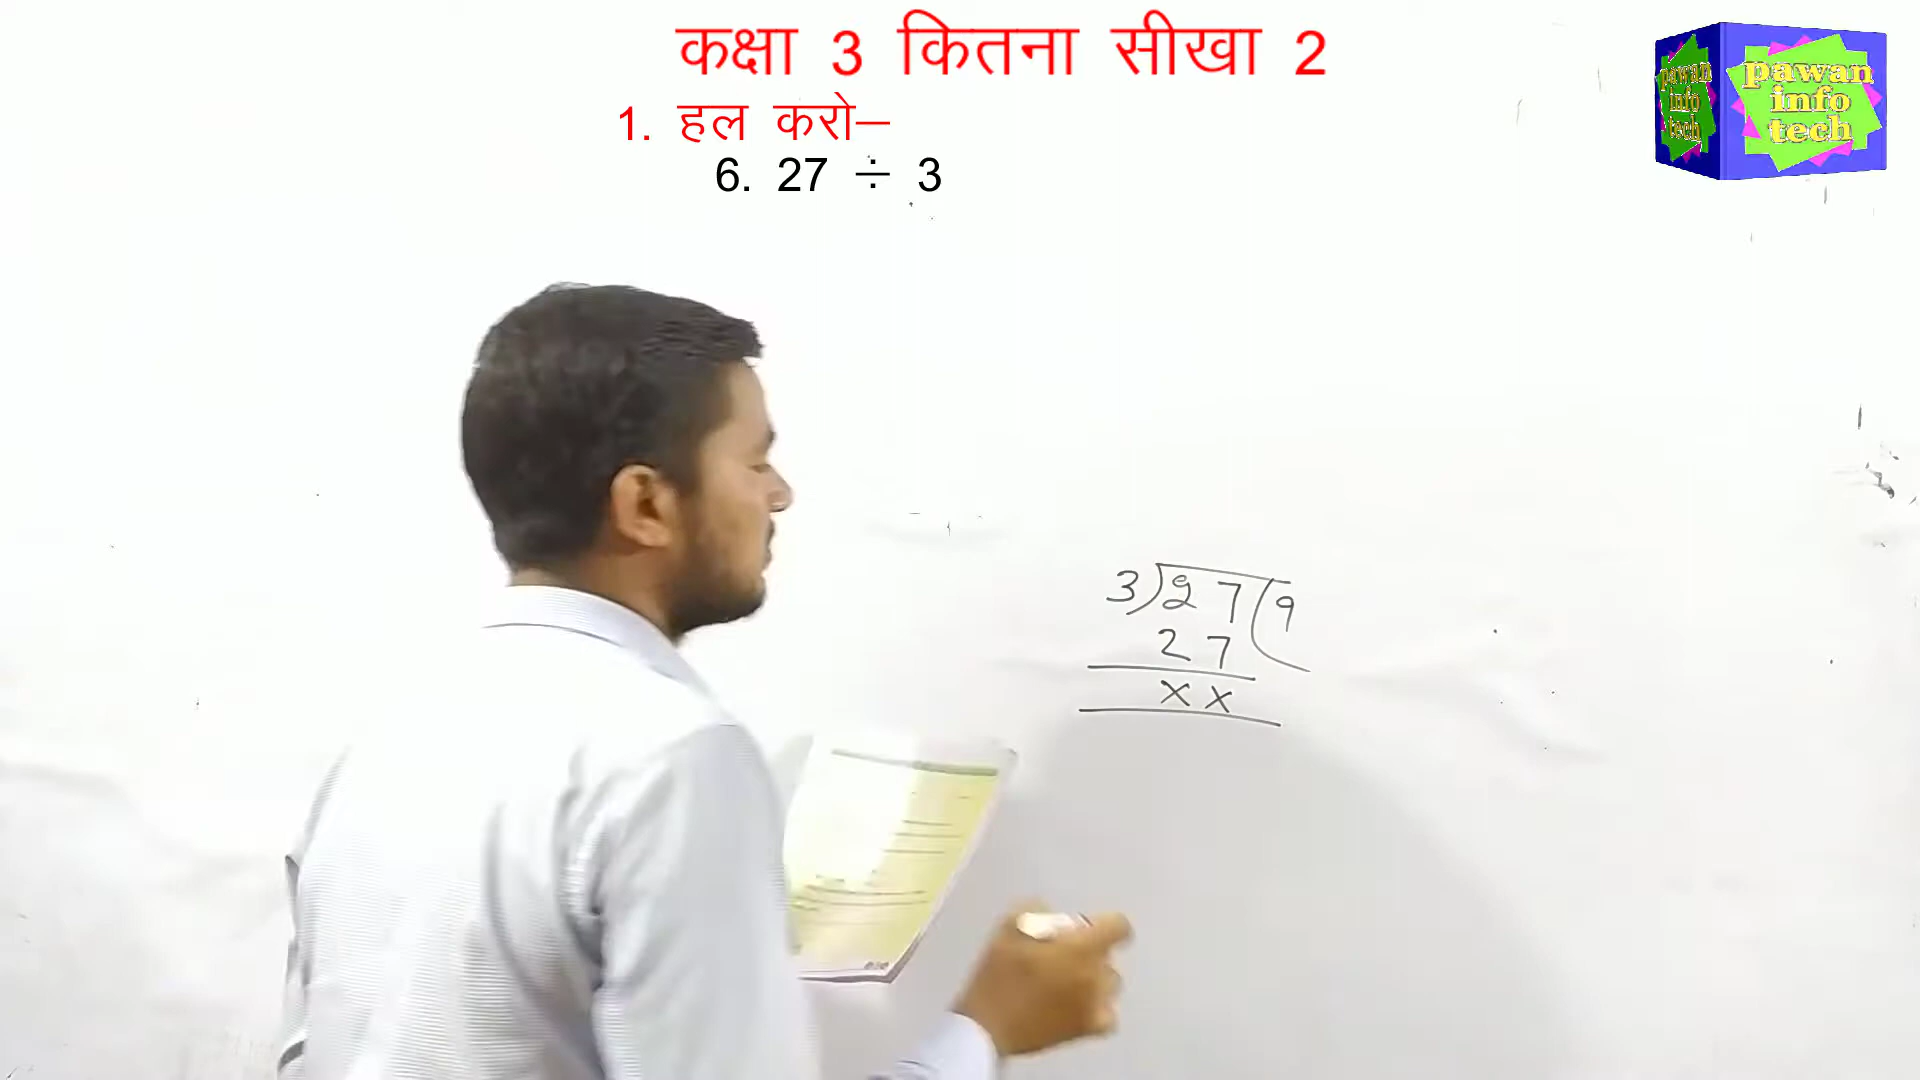 कक्षा 3 कितना सीखा 2
1. हल करो–
6. 27 ÷ 3
pawan info tech
pawan
info
tech
3) 27 (9
27
x x